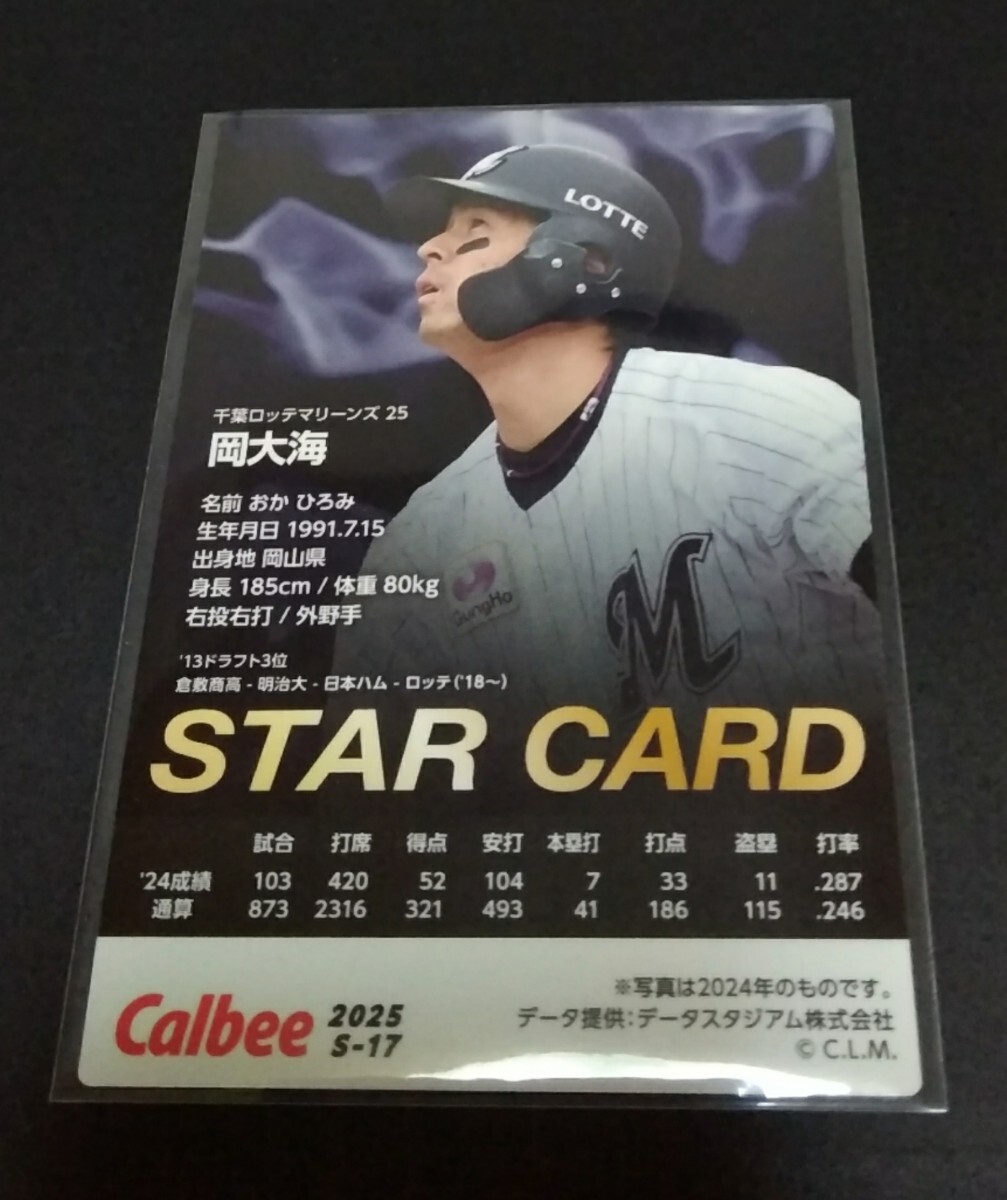 LOTTE
千葉ロッテマリーンズ 25
岡大海
名前 おか ひろみ
生年月日 1991.7.15
出身地 岡山県
身長 185cm / 体重 80kg
右投右打 / 外野手
GungHo
M
'13ドラフト3位
倉敷商高 - 明治大 - 日本ハム - ロッテ('18〜)
STAR CARD
試合 打席 得点 安打 本塁打 打点 盗塁 打率
'24成績 103 420 52 104 7 33 11 .287
通算 873 2316 321 493 41 186 115 .246
Calbee 2025 S-17
※写真は2024年のものです。
データ提供:データスタジアム株式会社
© C.L.M.